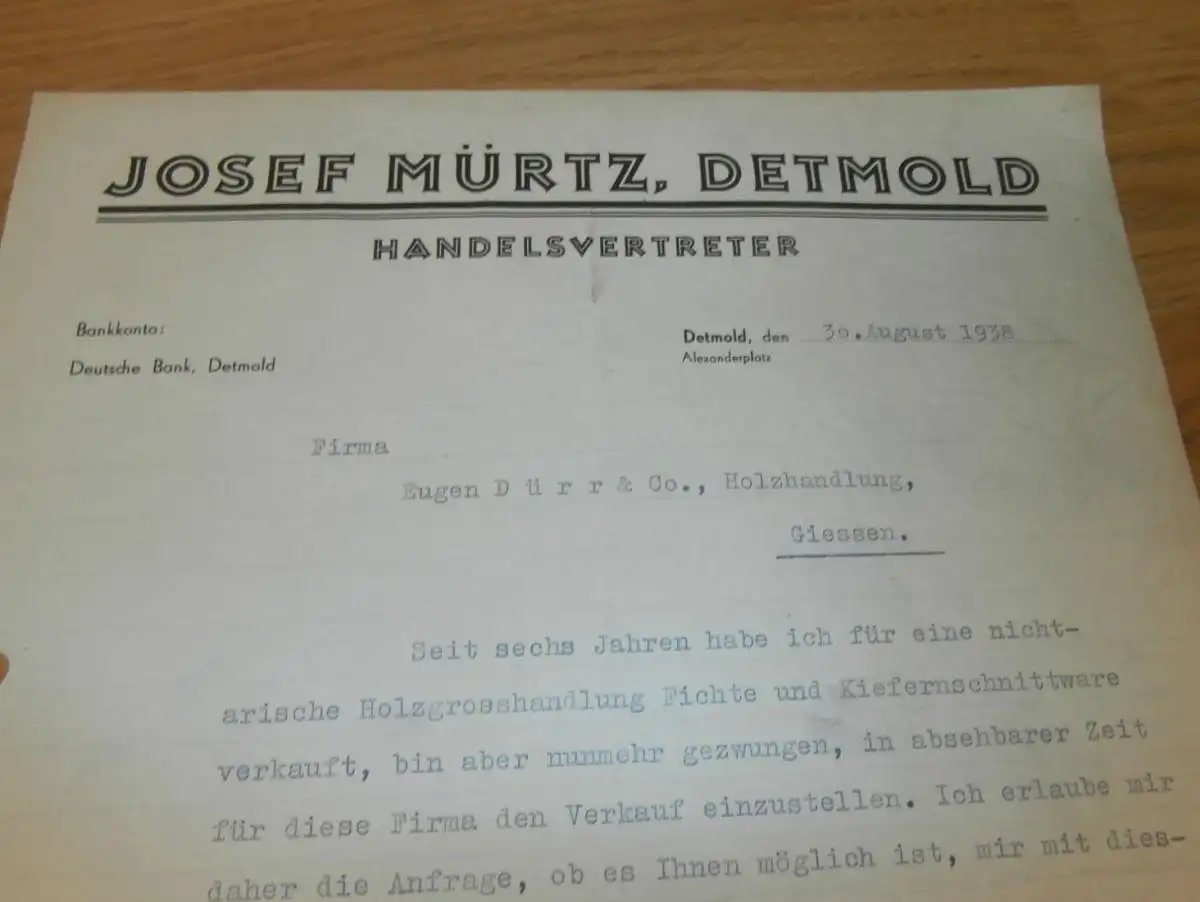 JOSEF MÜRTZ, DETMOLD
HANDELSVERTRETER
Bankkonto:
Deutsche Bank, Detmold
Detmold, den 30.August 1938
Alexanderplatz
Firma
Eugen D ü r r & Co., Holzhandlung,
Giessen.
Seit sechs Jahren habe ich für eine nicht-
arische Holzgrosshandlung Fichte und Kiefernschnittware
verkauft, bin aber nunmehr gezwungen, in absehbarer Zeit
für diese Firma den Verkauf einzustellen. Ich erlaube mir
daher die Anfrage, ob es Ihnen möglich ist, mir mit dies-